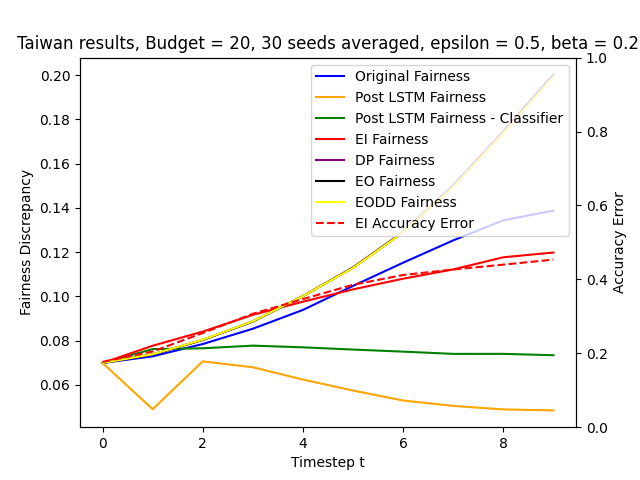 Taiwan results, Budget = 20, 30 seeds averaged, epsilon = 0.5, beta = 0.2
Original Fairness
Post LSTM Fairness
Post LSTM Fairness - Classifier
EI Fairness
DP Fairness
EO Fairness
EODD Fairness
EI Accuracy Error
Fairness Discrepancy
0.20
0.18
0.16
0.14
0.12
0.10
0.08
0.06
1.0
0.8
0.6
0.4
0.2
0.0
Accuracy Error
0
2
4
6
8
Timestep t